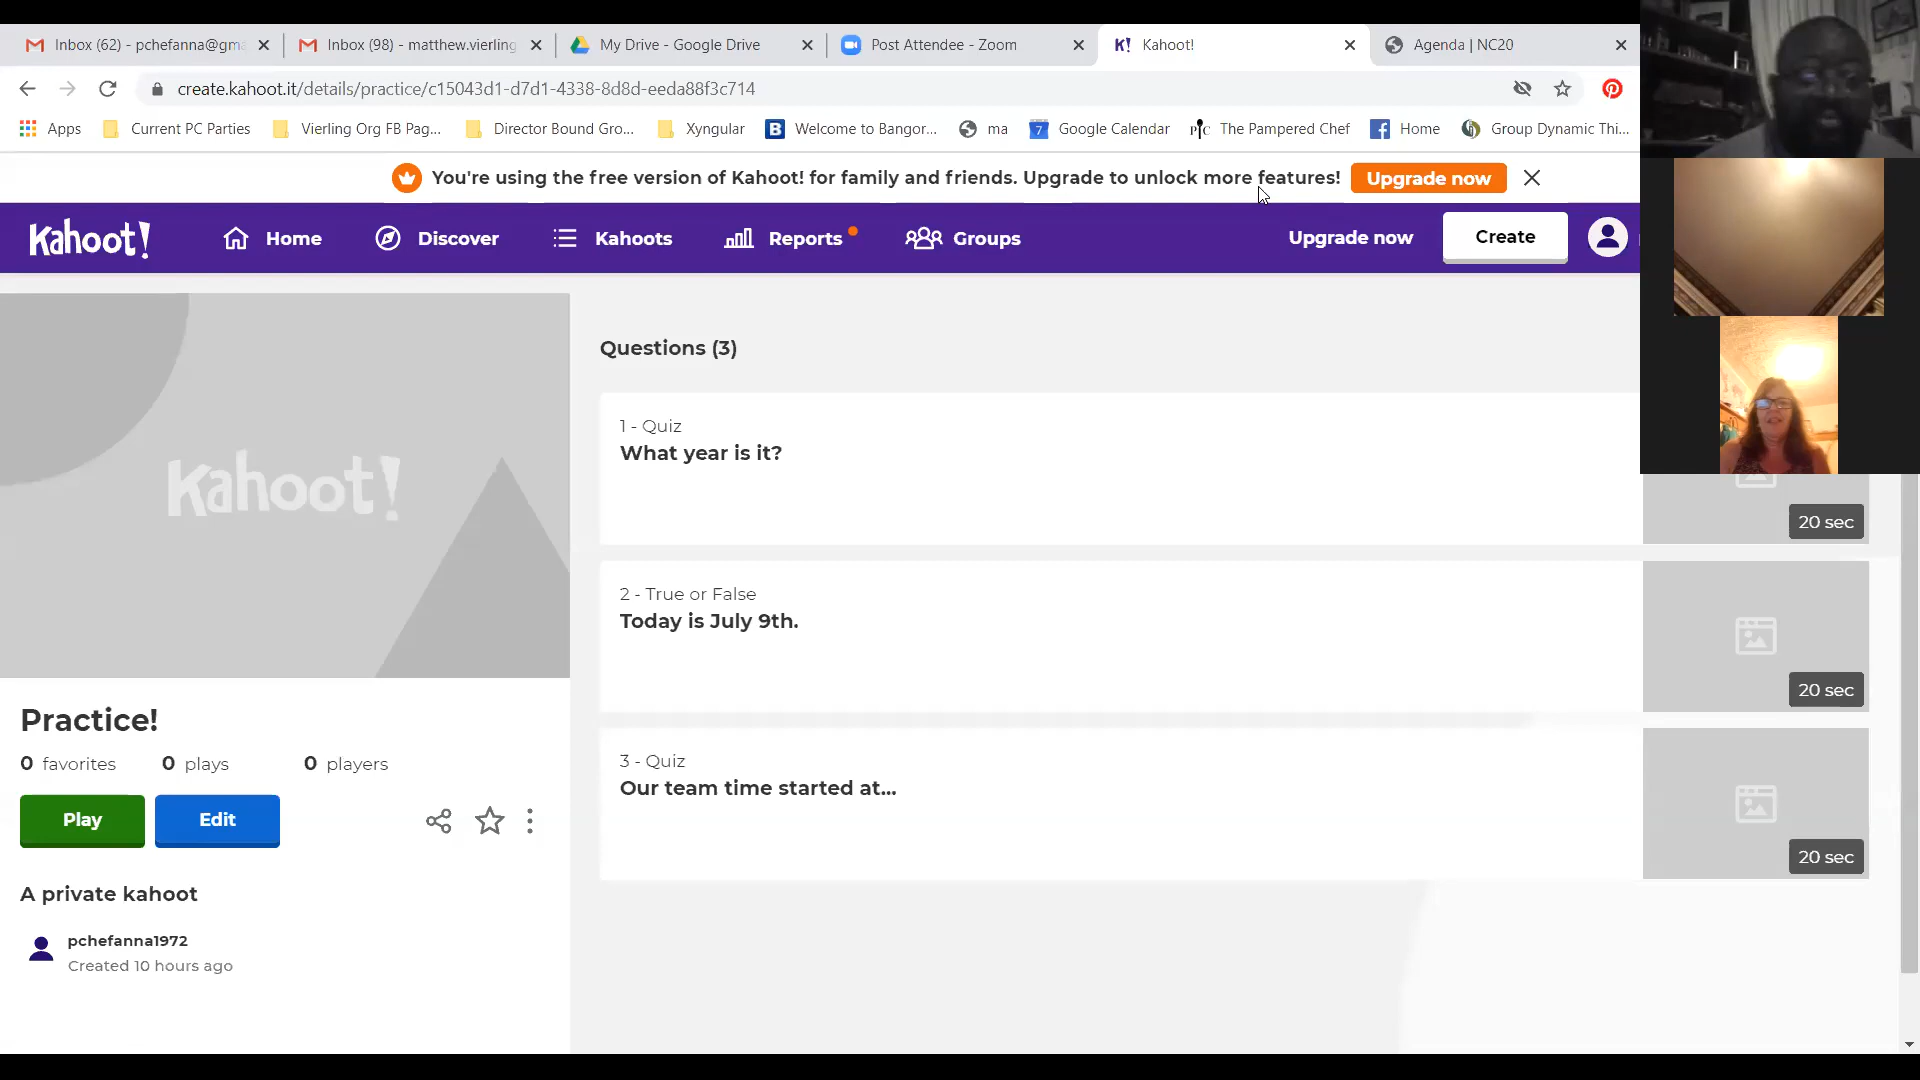 Inbox (62) - pchefanna@gma
Inbox (98) - matthew.vierling
My Drive - Google Drive
Post Attendee - Zoom
K! Kahoot!
Agenda | NC20
create.kahoot.it/details/practice/c15043d1-d7d1-4338-8d8d-eeda88f3c714
Apps
Current PC Parties
Vierling Org FB Pag...
Director Bound Gro...
Xyngular
B Welcome to Bangor...
ma
7 Google Calendar
The Pampered Chef
Home
Group Dynamic Thi...
You're using the free version of Kahoot! for family and friends. Upgrade to unlock more features!
Upgrade now
Kahoot!
Home
Discover
Kahoots
Reports
Groups
Upgrade now
Create
Kahoot!
Practice!
0 favorites
0 plays
0 players
Play
Edit
A private kahoot
pchefanna1972
Created 10 hours ago
Questions (3)
1 - Quiz
What year is it?
20 sec
2 - True or False
Today is July 9th.
20 sec
3 - Quiz
Our team time started at...
20 sec